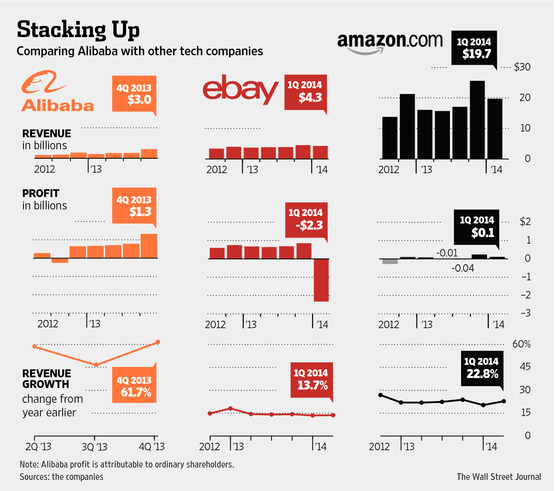 Stacking Up
Comparing Alibaba with other tech companies
Alibaba
4Q 2013
$3.0
ebay
1Q 2014
$4.3
amazon.com
1Q 2014
$19.7
REVENUE
in billions
$30
20
10
0
2012 '13
2012 '13 '14
2012 '13 '14
PROFIT
in billions
4Q 2013
$1.3
1Q 2014
-$2.3
1Q 2014
$0.1
-0.01
-0.04
$2
1
0
−1
−2
−3
2012 '13
2012 '13 '14
2012 '13 '14
REVENUE
GROWTH
change from
year earlier
4Q 2013
61.7%
1Q 2014
13.7%
1Q 2014
22.8%
60%
45
30
15
0
2Q '13 3Q '13 4Q '13
2012 '13 '14
2012 '13 '14
Note: Alibaba profit is attributable to ordinary shareholders.
Sources: the companies
The Wall Street Journal